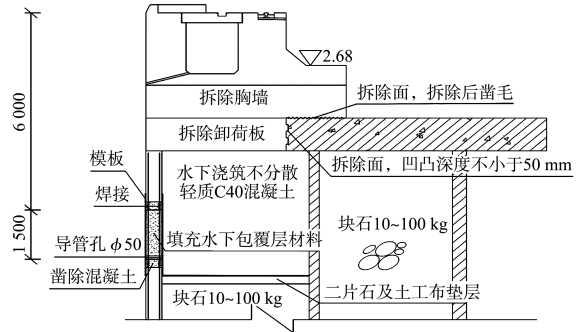 2.68
6 000
拆除胸墙
拆除面，拆除后凿毛
拆除卸荷板
模板
水下浇筑不分散
轻质C40混凝土
拆除面，凹凸深度不小于50 mm
焊接
1 500
块石10~100 kg
导管孔ϕ50
填充水下包覆层材料
凿除混凝土
二片石及土工布垫层
块石10~100 kg